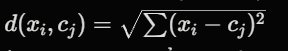 d(x_i, c_j) = \sqrt{\sum (x_i - c_j)^2}